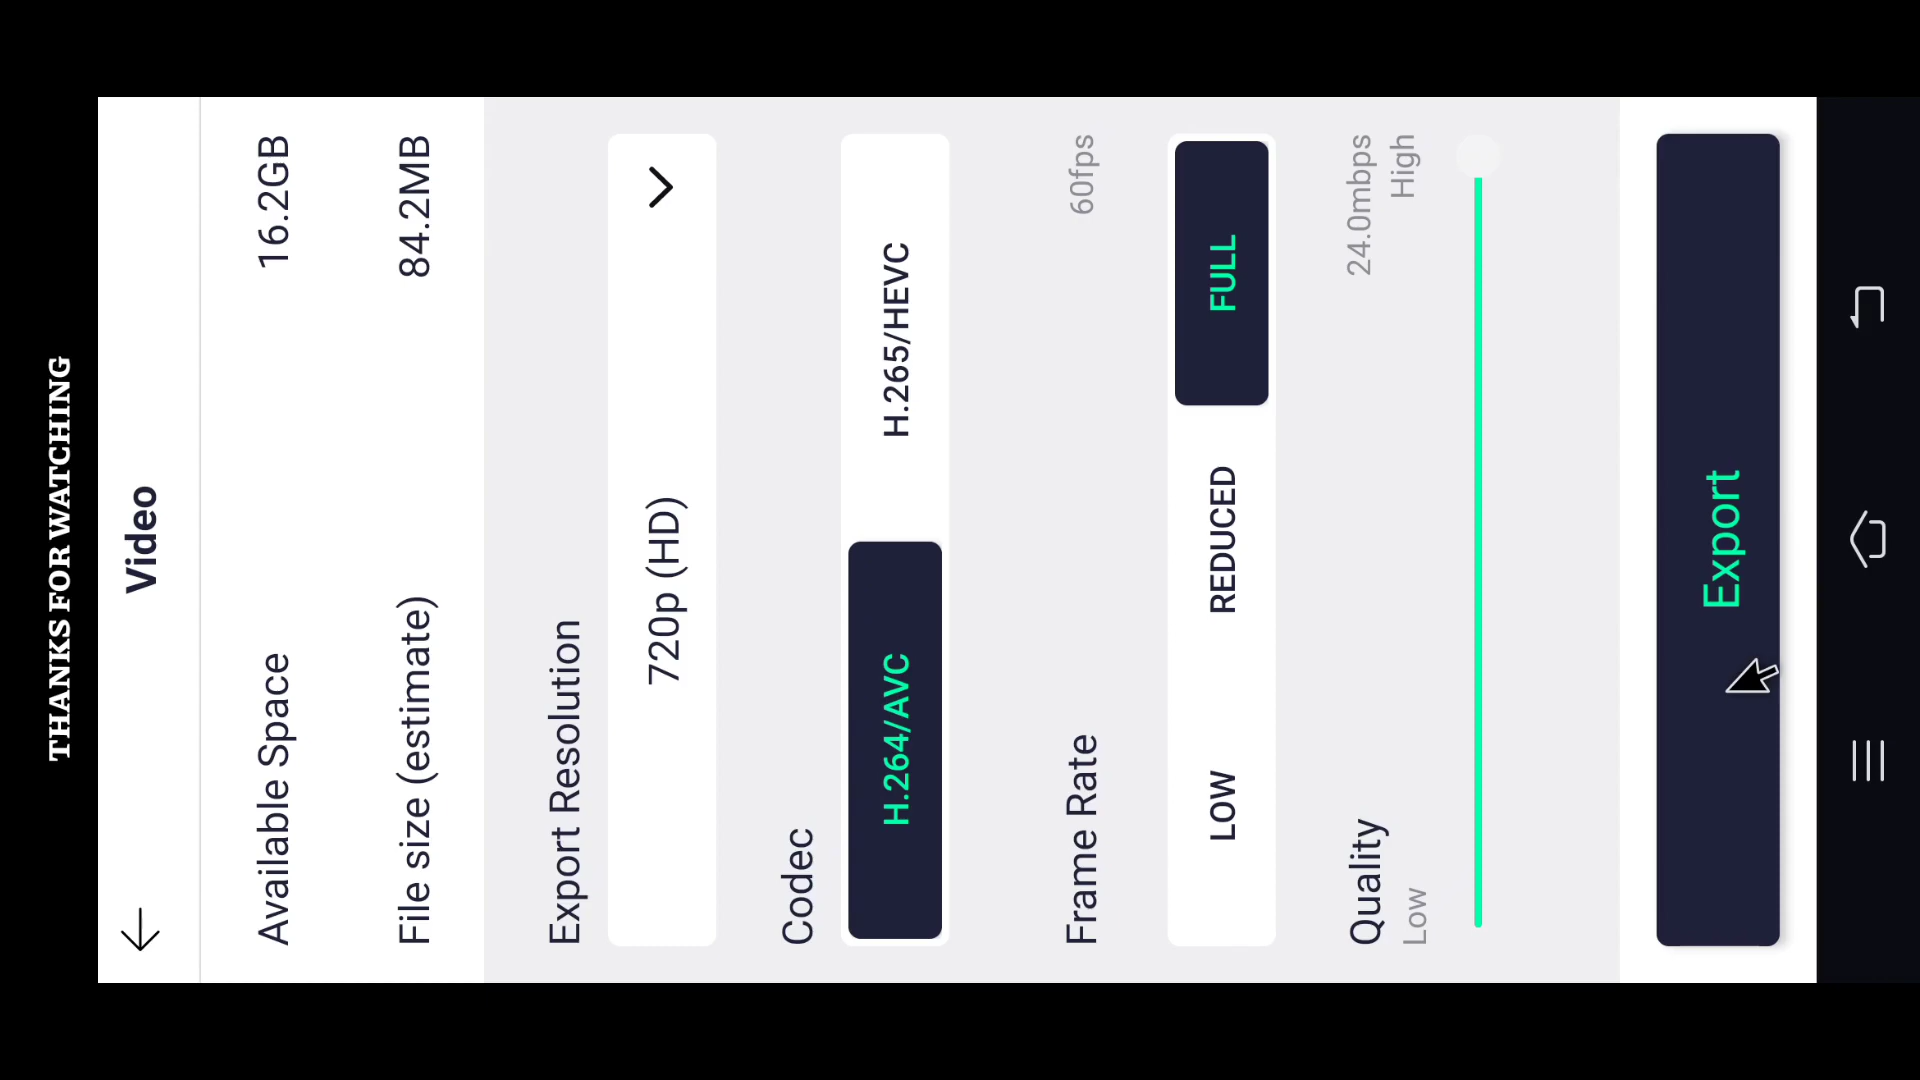 THANKS FOR WATCHING
Video
Available Space 16.2GB
File size (estimate) 84.2MB
Export Resolution
720p (HD)
Codec
H.264/AVC H.265/HEVC
Frame Rate 60fps
LOW REDUCED FULL
Quality 24.0mbps
Low High
Export